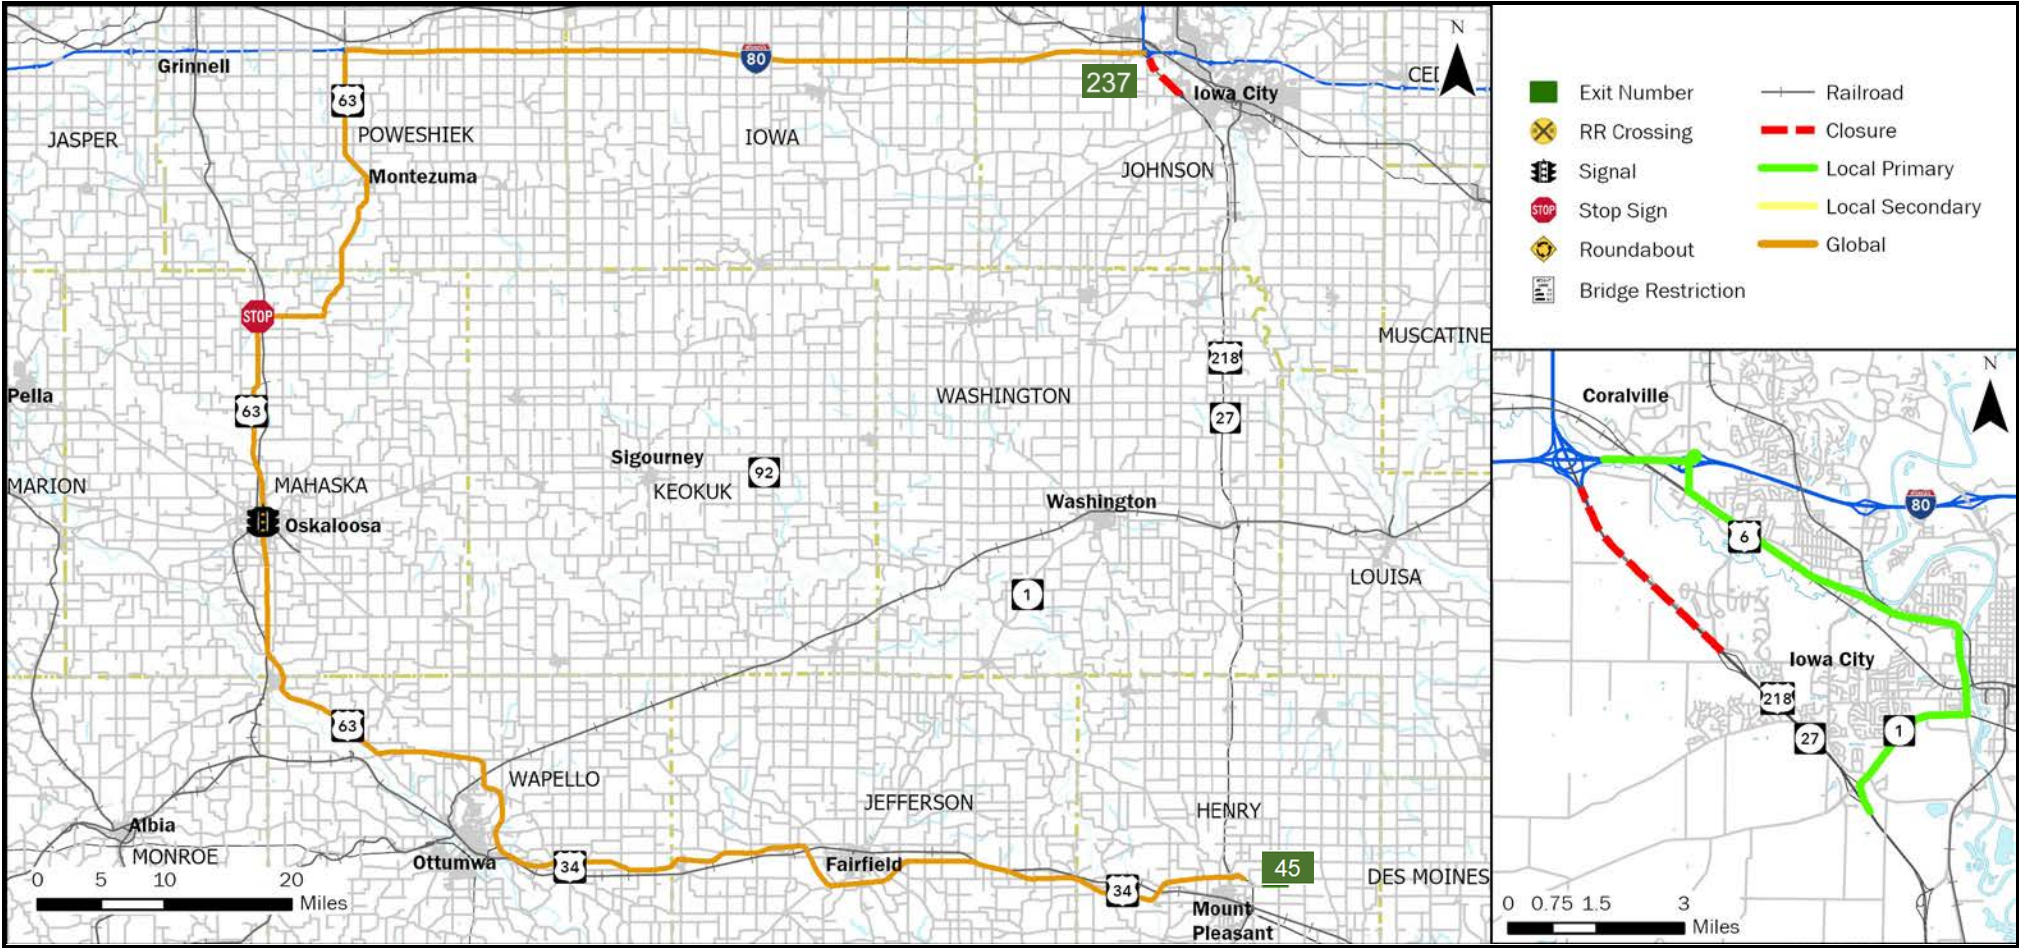 N
Grinnell
80
CED
63
237
Iowa City
JASPER
POWESHIEK
IOWA
Montezuma
JOHNSON
STOP
MUSCATINE
218
Pella
63
WASHINGTON
27
Sigourney
92
MARION
MAHASKA
KEOKUK
Washington
Oskaloosa
LOUISA
1
63
WAPELLO
JEFFERSON
HENRY
Albia
MONROE
Ottumwa
34
Fairfield
45
DES MOINES
34
0 5 10 20
Miles
Mount
Pleasant
Exit Number
RR Crossing
Signal
STOP Stop Sign
Roundabout
Bridge Restriction
Railroad
Closure
Local Primary
Local Secondary
Global
N
Coralville
80
6
Iowa City
218
27
1
0 0.75 1.5 3
Miles